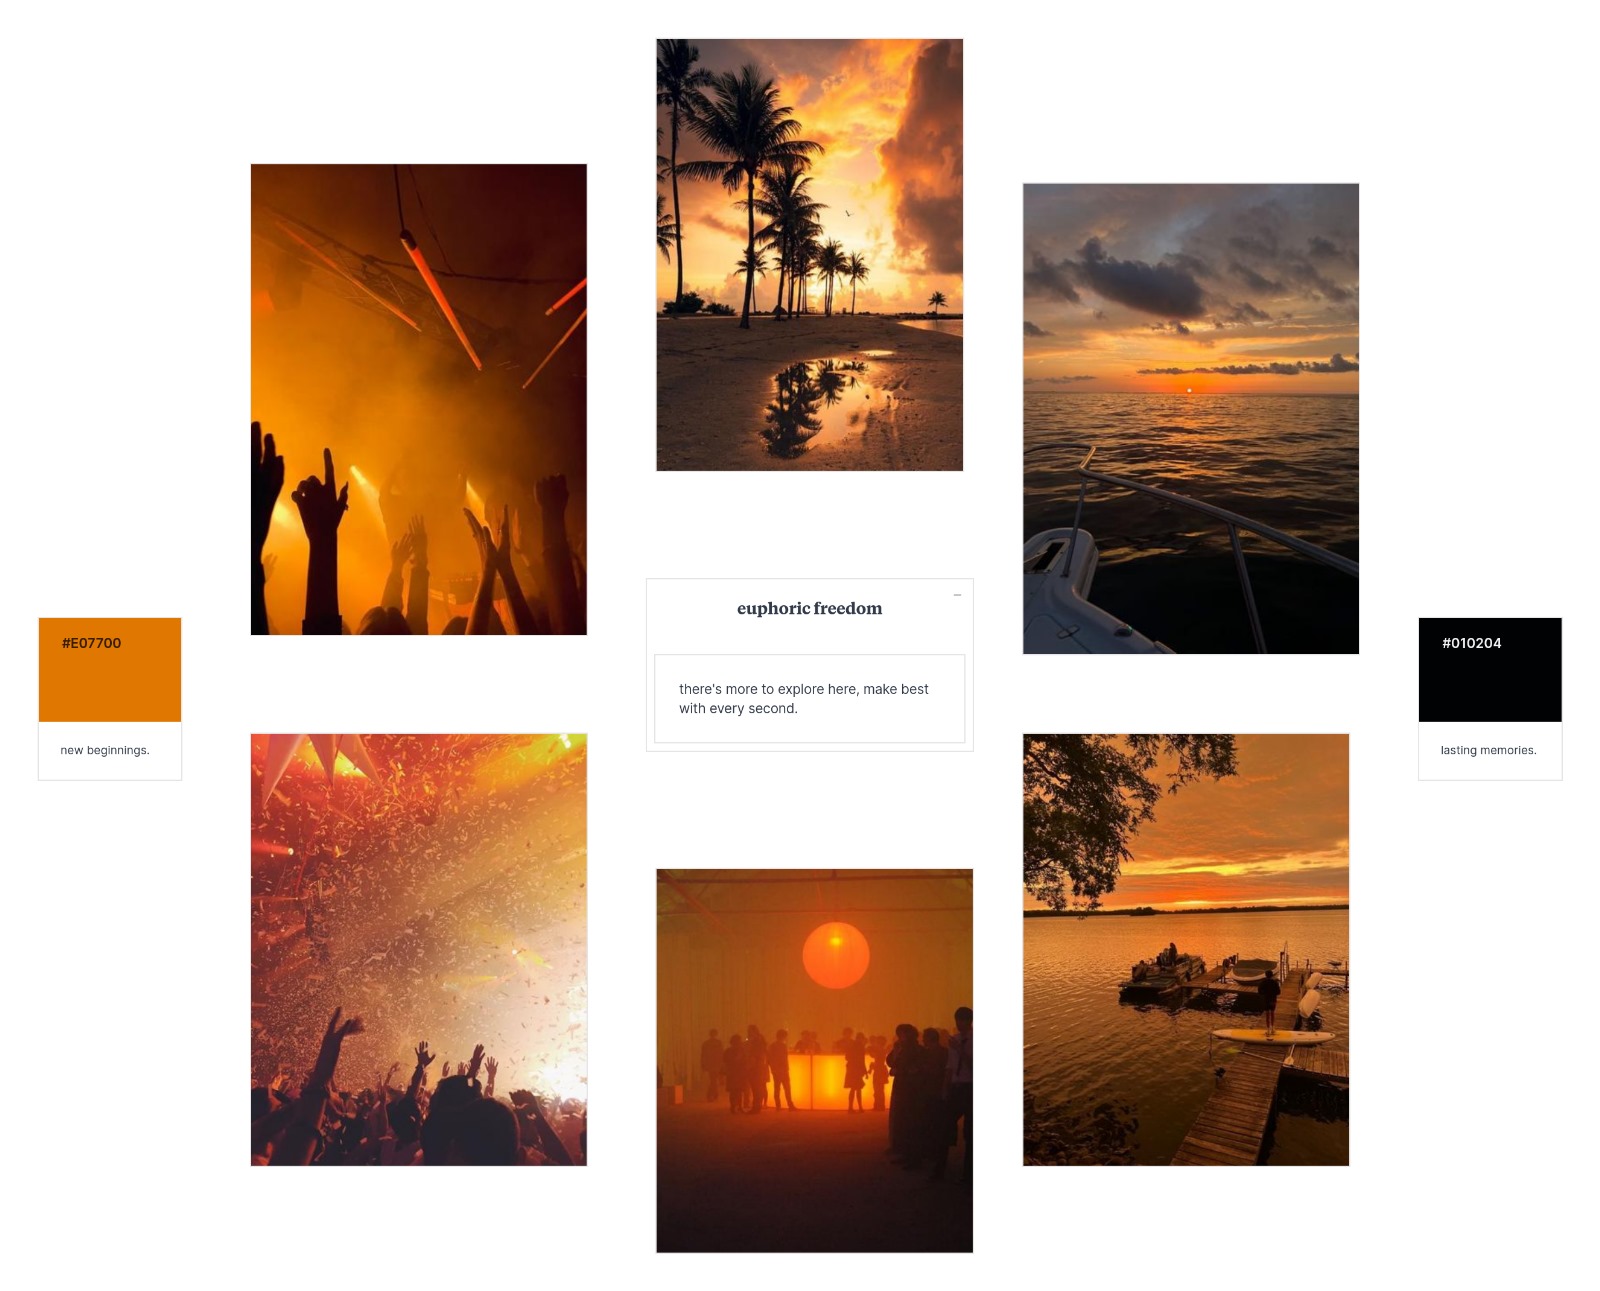 euphoric freedom
there's more to explore here, make best
with every second.
#E07700
new beginnings.
#010204
lasting memories.